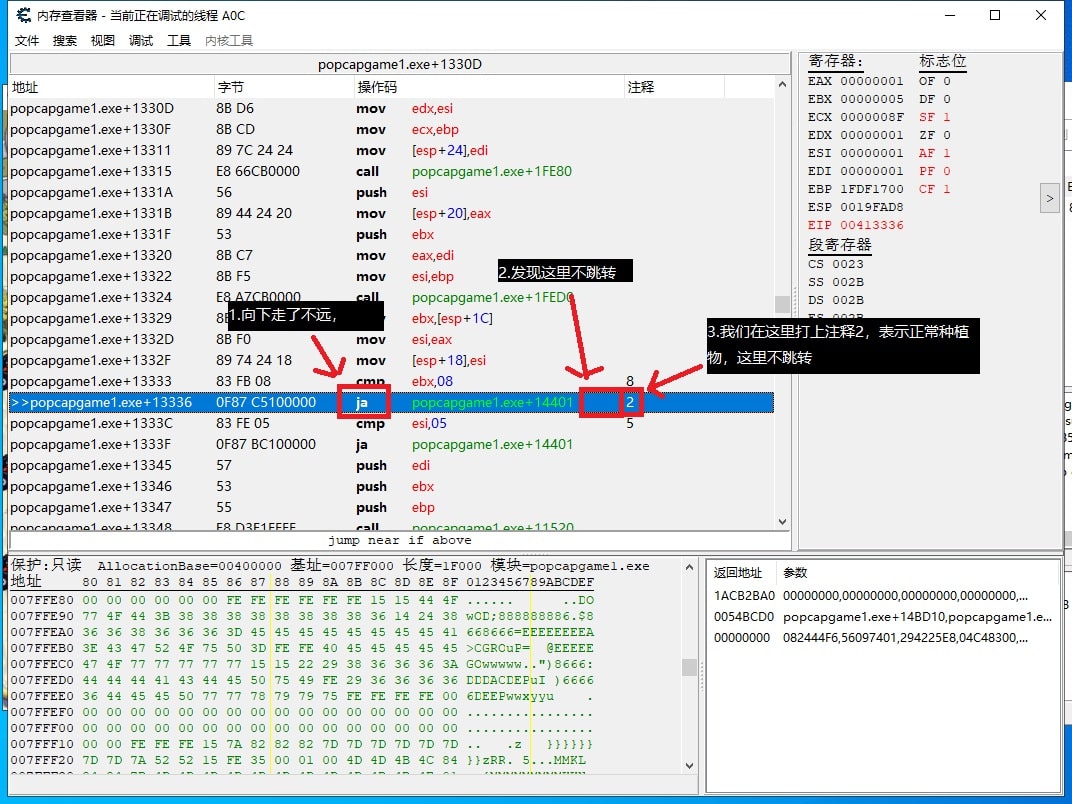 内存查看器 - 当前正在调试的线程 A0C
文件 搜索 视图 调试 工具 内核工具
popcapgame1.exe+1330D
地址 字节 操作码 注释
popcapgame1.exe+1330D 8B D6 mov edx,esi
popcapgame1.exe+1330F 8B CD mov ecx,ebp
popcapgame1.exe+13311 89 7C 24 24 mov [esp+24],edi
popcapgame1.exe+13315 E8 66CB0000 call popcapgame1.exe+1FE80
popcapgame1.exe+1331A 56 push esi
popcapgame1.exe+1331B 89 44 24 20 mov [esp+20],eax
popcapgame1.exe+1331F 53 push ebx
popcapgame1.exe+13320 8B C7 mov eax,edi
popcapgame1.exe+13322 8B F5 mov esi,ebp
popcapgame1.exe+13324 E8 A7CB0000 call popcapgame1.exe+1FED0
popcapgame1.exe+13329 ebx,[esp+1C]
popcapgame1.exe+1332D 8B F0 mov esi,eax
popcapgame1.exe+1332F 89 74 24 18 mov [esp+18],esi
popcapgame1.exe+13333 83 FB 08 cmp ebx,08 8
>>popcapgame1.exe+13336 0F87 C5100000 ja popcapgame1.exe+14401 2
popcapgame1.exe+1333C 83 FE 05 cmp esi,05 5
popcapgame1.exe+1333F 0F87 BC100000 ja popcapgame1.exe+14401
popcapgame1.exe+13345 57 push edi
popcapgame1.exe+13346 53 push ebx
popcapgame1.exe+13347 55 push ebp
popcapgame1.exe+13348 E8 D3E1FFFF call popcapgame1.exe+11520
jump near if above
1.向下走了不远，
2.发现这里不跳转
3.我们在这里打上注释2，表示正常种植
物，这里不跳转
寄存器: 标志位
EAX 00000001 OF 0
EBX 00000005 DF 0
ECX 0000008F SF 1
EDX 00000001 ZF 0
ESI 00000001 AF 1
EDI 00000001 PF 0
EBP 1FDF1700 CF 1
ESP 0019FAD8
EIP 00413336
段寄存器
CS 0023
SS 002B
DS 002B
ES 002B
>
保护:只读 AllocationBase=00400000 基址=007FF000 长度=1F000 模块=popcapgame1.exe
地址 80 81 82 83 84 85 86 87 88 89 8A 8B 8C 8D 8E 8F 0123456789ABCDEF
007FFE80 00 00 00 00 00 00 FE FE FE FE FE FE 15 15 44 4F ...... ..DO
007FFE90 77 4F 44 3B 38 38 38 38 38 38 38 36 14 24 38 wOD;88888886.$8
007FFEA0 36 36 38 36 36 36 3D 45 45 45 45 45 45 45 45 41 668666=EEEEEEEEA
007FFEB0 3E 43 47 52 4F 75 50 3D FE FE 40 45 45 45 45 45 >CGROuP= @EEEEE
007FFEC0 47 4F 77 77 77 77 77 15 15 22 29 38 36 36 36 3A GOwwwww..")8666:
007FFED0 44 44 44 41 43 44 45 50 75 49 FE 29 36 36 36 36 DDDACDEPuI )6666
007FFEE0 36 44 45 45 50 77 77 78 79 79 75 FE FE FE FE 00 6DEEPwwxyyu .
007FFEF0 00 00 00 00 00 00 00 00 00 00 00 00 00 00 00 00 ................
007FFF00 00 00 00 00 00 00 00 00 00 00 00 00 00 00 00 00 ................
007FFF10 00 00 FE FE FE 15 7A 82 82 82 7D 7D 7D 7D 7D 7D .. .z }}}}}}
007FFF20 7D 7D 7A 52 52 15 FE 35 00 01 00 4D 4D 4B 4C 84 }}zRR. 5...MMKL
返回地址 参数
1ACB2BA0 00000000,00000000,00000000,00000000,...
0054BCD0 popcapgame1.exe+14BD10,popcapgame1.e...
00000000 082444F6,56097401,294225E8,04C48300,...